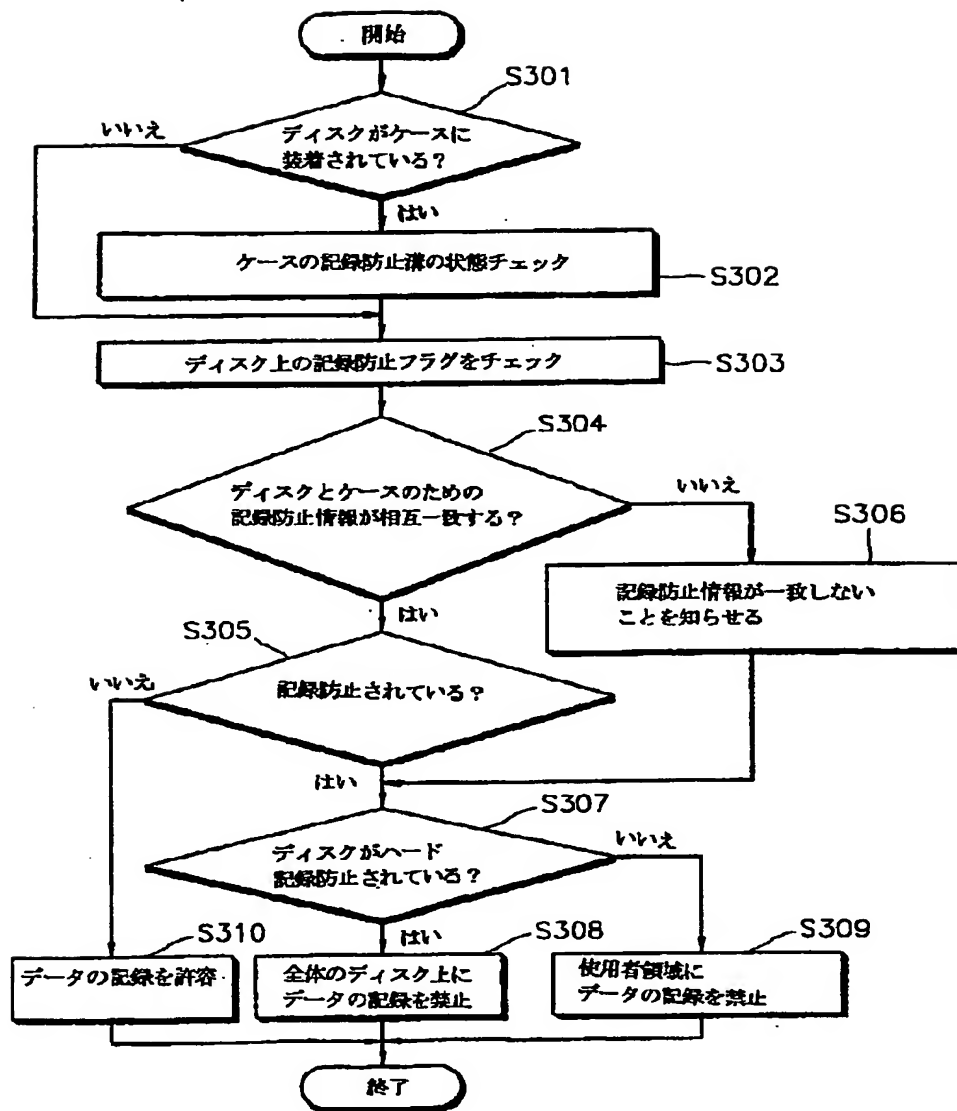 開始
S301
いいえ
ディスクがケースに
装着されている?
はい
ケースの記録防止溝の状態チェック
S302
ディスク上の記録防止フラグをチェック
S303
S304
ディスクとケースのための
記録防止情報が相互一致する?
いいえ
S306
記録防止情報が一致しない
ことを知らせる
はい
S305
いいえ
記録防止されている?
はい
S307
ディスクがハード
記録防止されている?
いいえ
はい
S310
データの記録を許容
S308
全体のディスク上に
データの記録を禁止
S309
使用者領域に
データの記録を禁止
終了